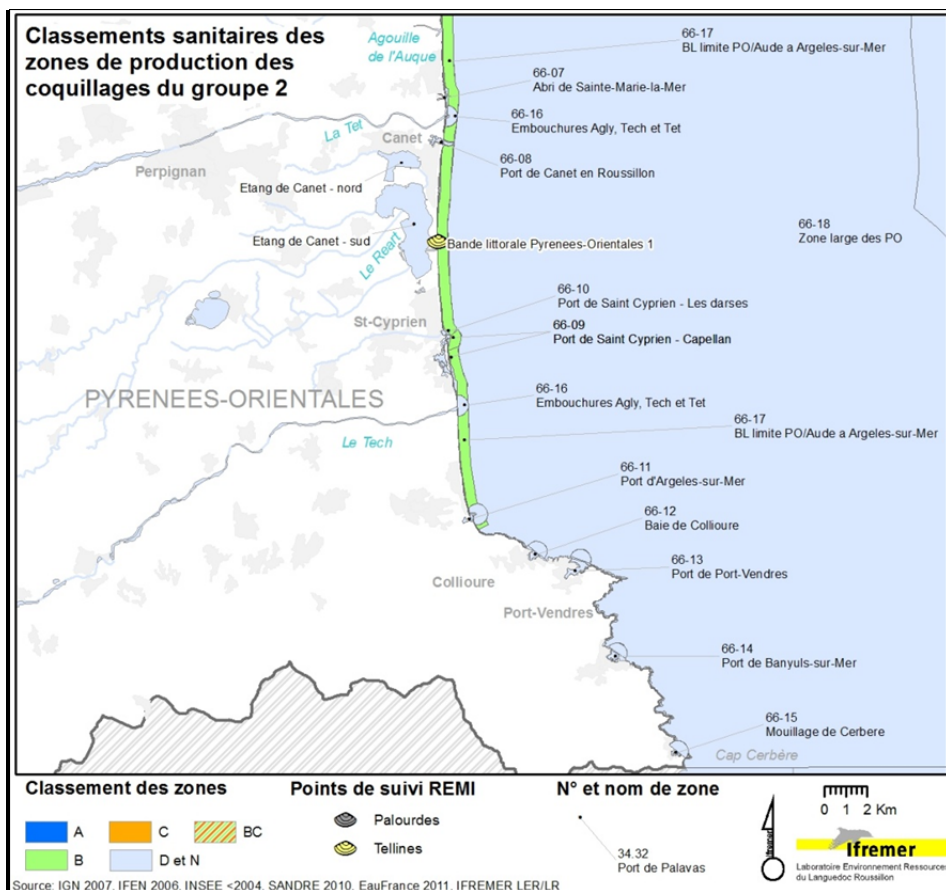 Classements sanitaires des
zones de production des
coquillages du groupe 2
Agouille
de l'Auque
66-17
BL limite PO/Aude a Argeles-sur-Mer
66-07
Abri de Sainte-Marie-la-Mer
La Tet
66-16
Embouchures Agly, Tech et Tet
Canet
Perpignan
66-08
Port de Canet en Roussillon
Etang de Canet - nord
66-18
Zone large des PO
Etang de Canet - sud
Le Reart
Bande littorale Pyrenees-Orientales 1
66-10
Port de Saint Cyprien - Les darses
St-Cyprien
66-09
Port de Saint Cyprien - Capellan
PYRENEES-ORIENTALES
66-16
Embouchures Agly, Tech et Tet
66-17
BL limite PO/Aude a Argeles-sur-Mer
Le Tech
66-11
Port d'Argeles-sur-Mer
66-12
Baie de Collioure
66-13
Port de Port-Vendres
Collioure
Port-Vendres
66-14
Port de Banyuls-sur-Mer
66-15
Mouillage de Cerbere
Cap Cerbére
Classement des zones
A
C
BC
B
D et N
Points de suivi REMI
Palourdes
Tellines
N° et nom de zone
34.32
Port de Palavas
0 1 2 Km
Ifremer
Ifremer
Laboratoire Environnement Ressources
du Languedoc Roussillon
Source: IGN 2007, IFEN 2006, INSEE <2004, SANDRE 2010, EauFrance 2011, IFREMER LER/LR